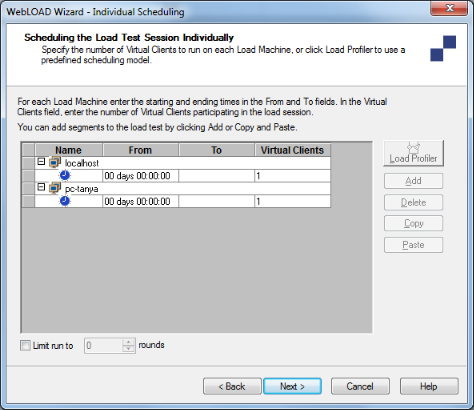 WebLOAD Wizard - Individual Scheduling
Scheduling the Load Test Session Individually
Specify the number of Virtual Clients to run on each Load Machine, or click Load Profiler to use a
predefined scheduling model.
For each Load Machine enter the starting and ending times in the From and To fields. In the Virtual
Clients field, enter the number of Virtual Clients participating in the load session.
You can add segments to the load test by clicking Add or Copy and Paste.
Name From To Virtual Clients
localhost
00 days 00:00:00 1
pc-tanya
00 days 00:00:00 1
Load Profiler
Add
Delete
Copy
Paste
Limit run to 0 rounds
< Back Next > Cancel Help